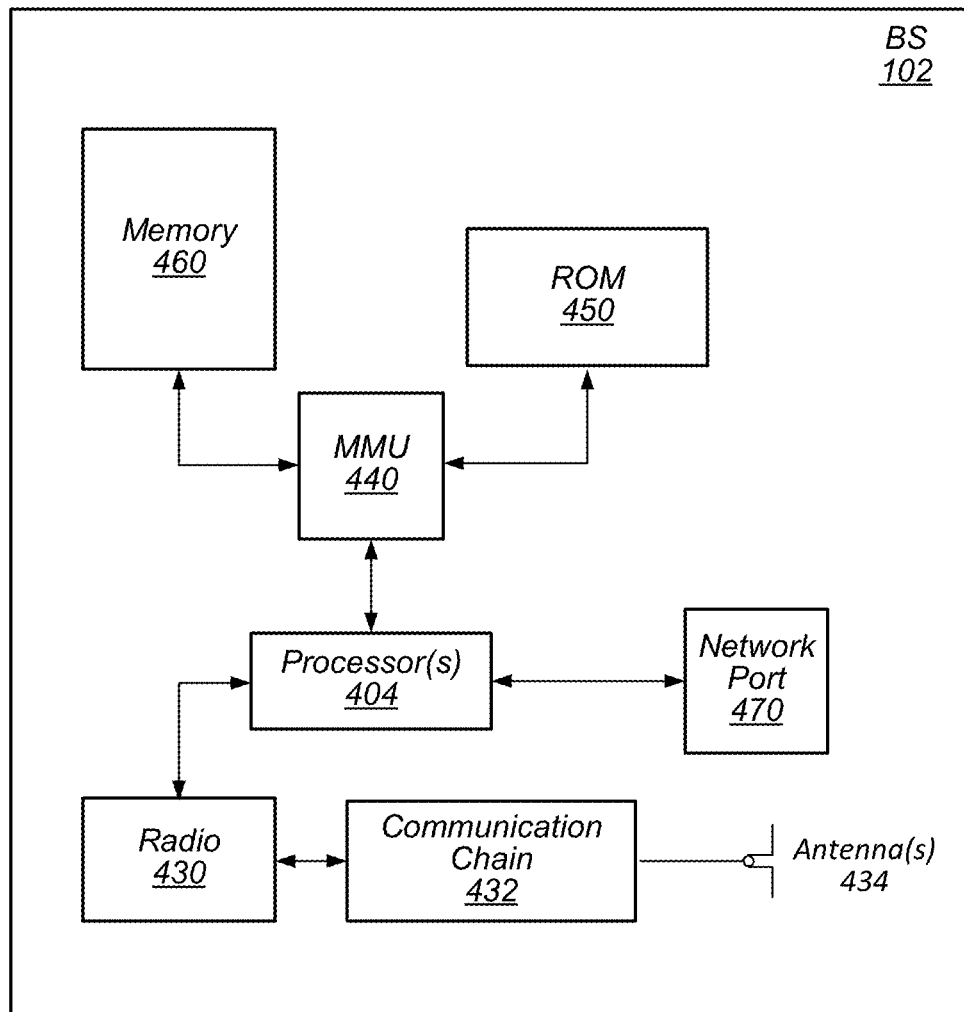 BS
102
Memory
460
ROM
450
MMU
440
Processor(s)
404
Network
Port
470
Radio
430
Communication
Chain
432
Antenna(s)
434